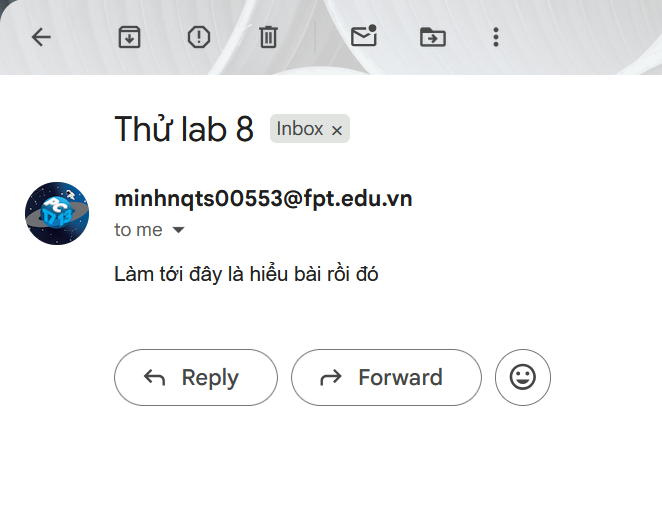 Thử lab 8 Inbox ×
minhnqts00553@fpt.edu.vn
to me
Làm tới đây là hiểu bài rồi đó
Reply Forward